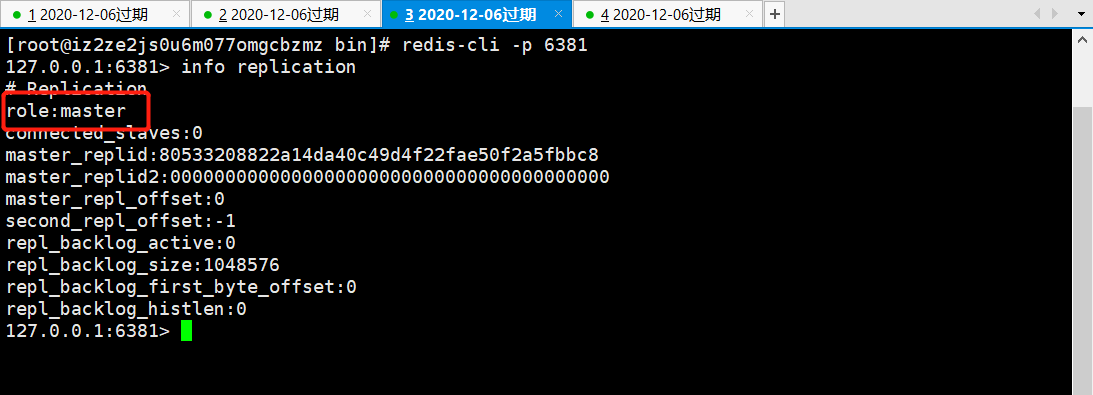 1 2020-12-06过期
2 2020-12-06过期
3 2020-12-06过期
4 2020-12-06过期
[root@iz2ze2js0u6m077omgcbzmz bin]# redis-cli -p 6381
127.0.0.1:6381> info replication
# Replication
role:master
connected_slaves:0
master_replid:80533208822a14da40c49d4f22fae50f2a5fbbc8
master_replid2:0000000000000000000000000000000000000000
master_repl_offset:0
second_repl_offset:-1
repl_backlog_active:0
repl_backlog_size:1048576
repl_backlog_first_byte_offset:0
repl_backlog_histlen:0
127.0.0.1:6381>